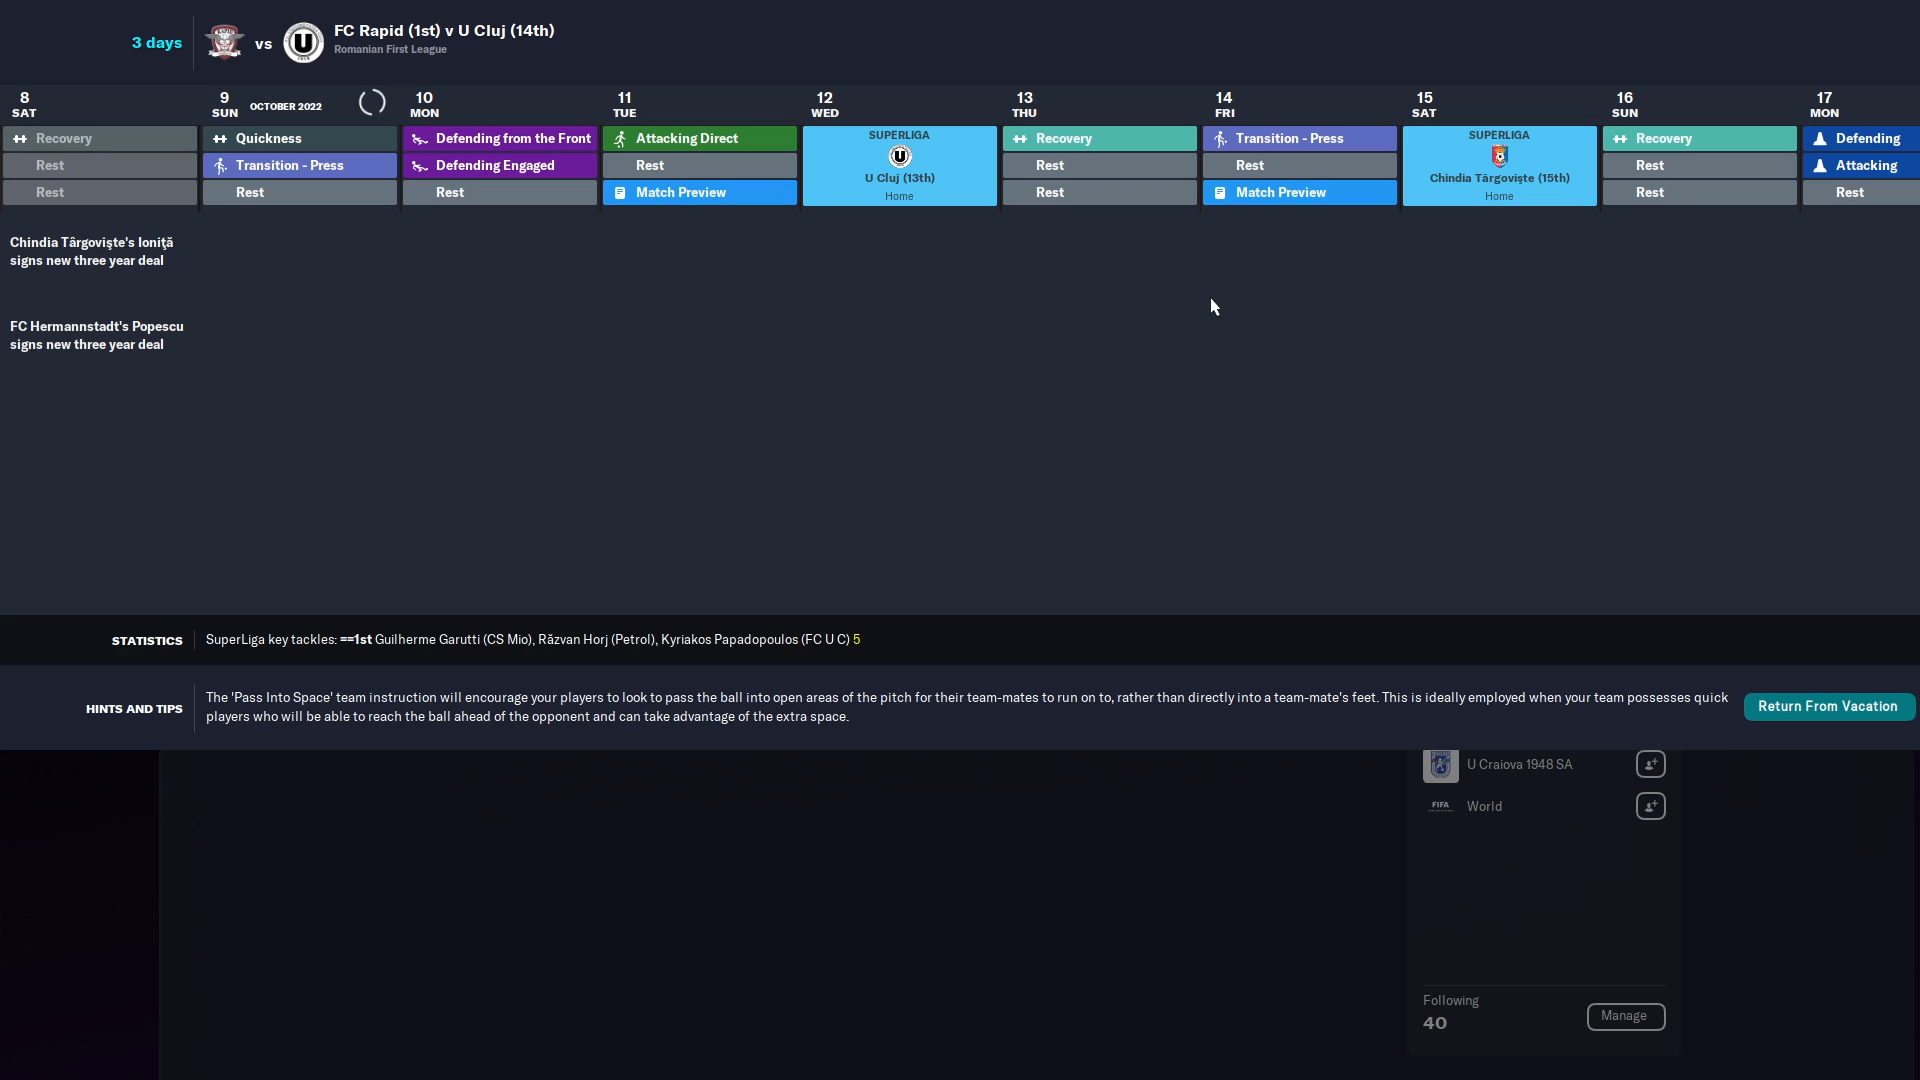 3 days
vs
FC Rapid (1st) v U Cluj (14th)
Romanian First League
8
SAT
9
SUN
OCTOBER 2022
10
MON
11
TUE
12
WED
13
THU
14
FRI
15
SAT
16
SUN
17
MON
Recovery
Rest
Rest
Quickness
Transition - Press
Rest
Defending from the Front
Defending Engaged
Rest
Attacking Direct
Rest
Match Preview
SUPERLIGA
U
U Cluj (13th)
Home
Recovery
Rest
Rest
Transition - Press
Rest
Match Preview
SUPERLIGA
Chindia Târgovişte (15th)
Home
Recovery
Rest
Rest
Defending
Attacking
Rest
Chindia Târgovişte's Ioniţă
signs new three year deal
FC Hermannstadt's Popescu
signs new three year deal
STATISTICS
SuperLiga key tackles: ==1st Guilherme Garutti (CS Mio), Răzvan Horj (Petrol), Kyriakos Papadopoulos (FC U C) 5
HINTS AND TIPS
The 'Pass Into Space' team instruction will encourage your players to look to pass the ball into open areas of the pitch for their team-mates to run on to, rather than directly into a team-mate's feet. This is ideally employed when your team possesses quick
players who will be able to reach the ball ahead of the opponent and can take advantage of the extra space.
Return From Vacation
U Craiova 1948 SA
FIFA
World
Following
40
Manage